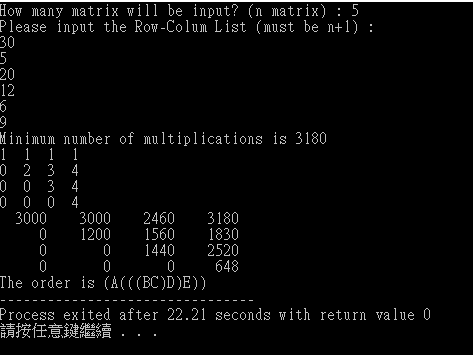 How many matrix will be input? (n matrix) : 5
Please input the Row-Colum List (must be n+1) :
30
5
20
12
6
9
Minimum number of multiplications is 3180
1 1 1 1
0 2 3 4
0 0 3 4
0 0 0 4
3000 3000 2460 3180
0 1200 1560 1830
0 0 1440 2520
0 0 0 648
The order is (A(((BC)D)E))
--------------------------------
Process exited after 22.21 seconds with return value 0
請按任意鍵繼續 . . .